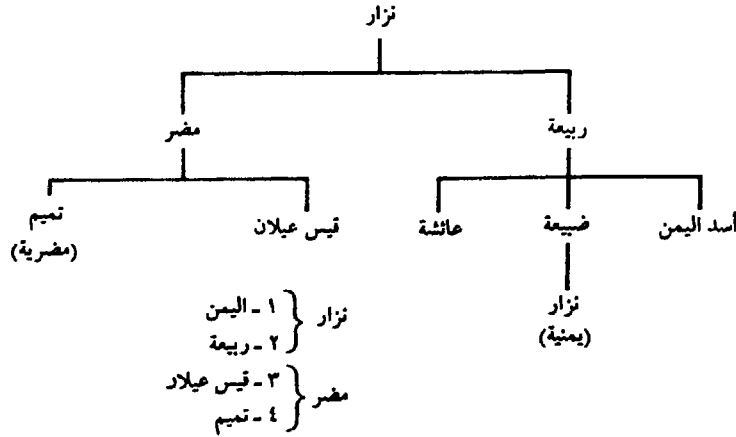 نزار
ربيعة مضر
أسد اليمن ضبيعة عائشة قيس عيلان تميم
(مضرية)
نزار
(يمنية)
نزار
١ ـ اليمن
٢ ـ ربيعة
مضر
٣ ـ قيس عيلار
٤ ـ تميم